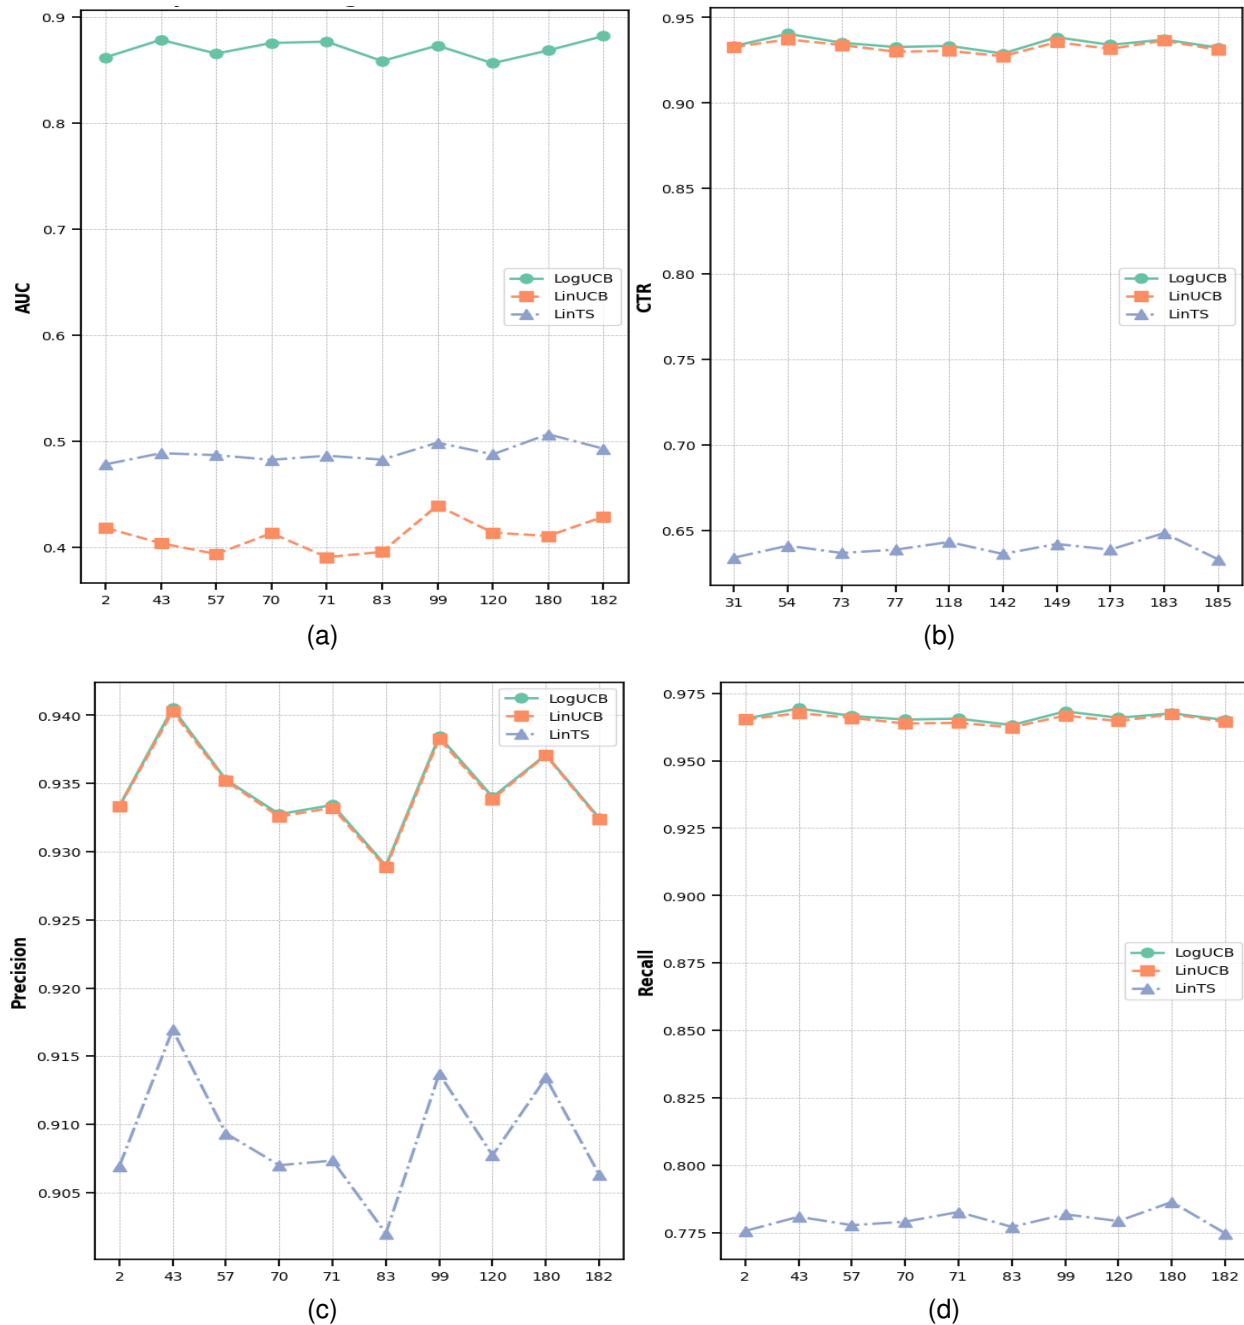 0.9
0.8
0.7
0.6
0.5
0.4
AUC
LogUCB
LinUCB
LinTS
2 43 57 70 71 83 99 120 180 182
(a)
0.95
0.90
0.85
0.80
0.75
0.70
0.65
CTR
LogUCB
LinUCB
LinTS
31 54 73 77 118 142 149 173 183 185
(b)
0.940
0.935
0.930
0.925
0.920
0.915
0.910
0.905
Precision
LogUCB
LinUCB
LinTS
2 43 57 70 71 83 99 120 180 182
(c)
0.975
0.950
0.925
0.900
0.875
0.850
0.825
0.800
0.775
Recall
LogUCB
LinUCB
LinTS
2 43 57 70 71 83 99 120 180 182
(d)